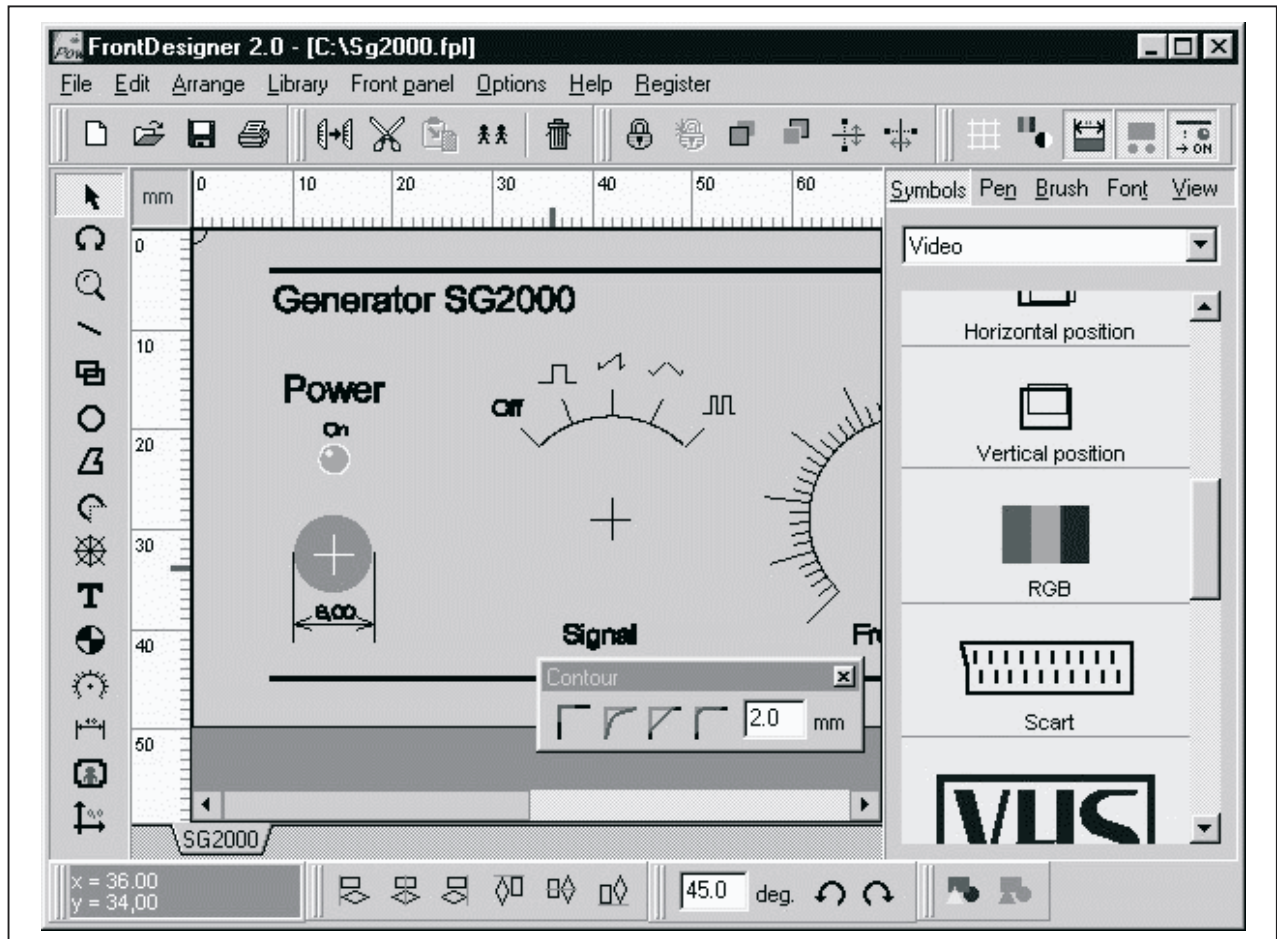 FrontDesigner 2.0 - [C:\Sg2000.fpl]
File Edit Arrange Library Front panel Options Help Register
ON
mm 0 10 20 30 40 50 60
Symbols Pen Brush Font View
Video
0
10
20
30
40
50
Generator SG2000
Power
On
Off
8,00
Signal
Fr
Contour
2.0 mm
Horizontal position
Vertical position
RGB
Scart
VHS
T
SG2000
x = 36.00
y = 34,00
45.0 deg.